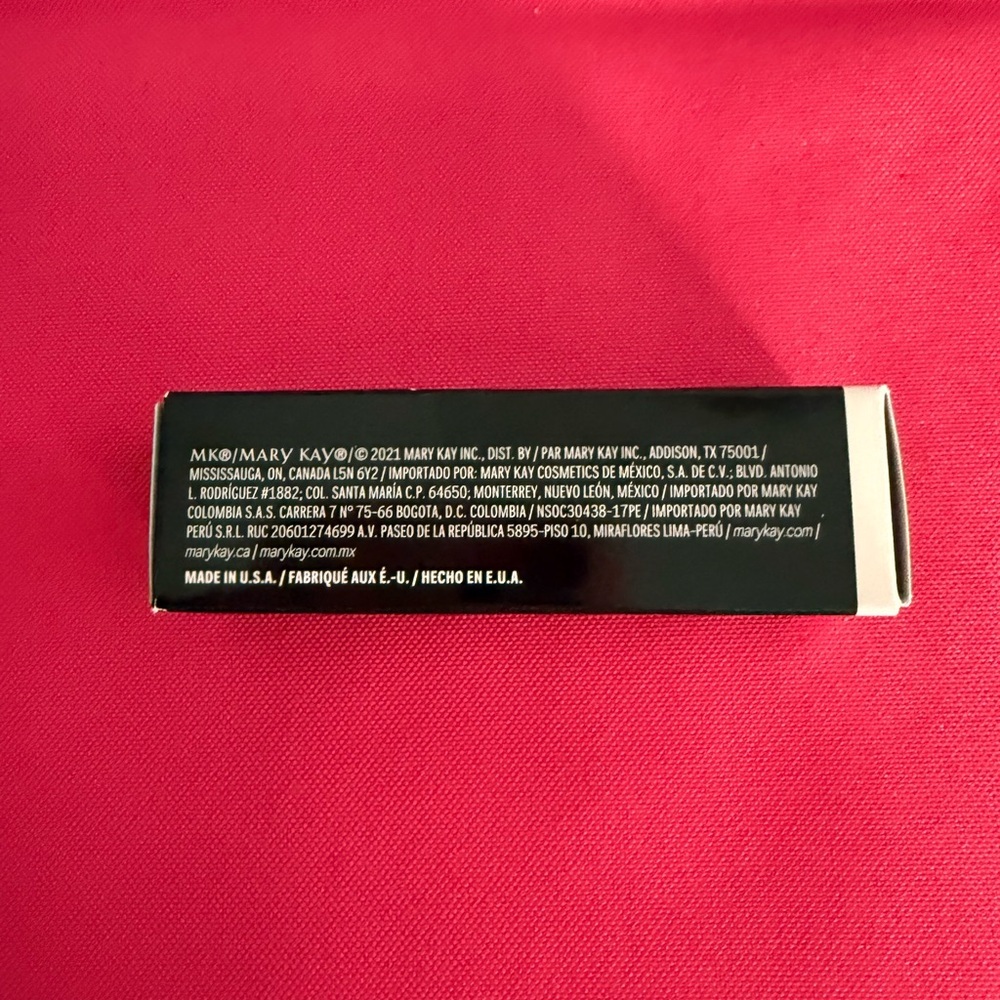 MK®/MARY KAY®/© 2021 MARY KAY INC., DIST. BY / PAR MARY KAY INC., ADDISON, TX 75001 /
MISSISSAUGA, ON, CANADA L5N 6Y2 / IMPORTADO POR: MARY KAY COSMETICS DE MÉXICO, S.A. DE C.V.; BLVD. ANTONIO
L. RODRÍGUEZ #1882; COL. SANTA MARÍA C.P. 64650; MONTERREY, NUEVO LEÓN, MÉXICO / IMPORTADO POR MARY KAY
COLOMBIA S.A.S. CARRERA 7 N° 75-66 BOGOTA, D.C. COLOMBIA / NSOC30438-17PE / IMPORTADO POR MARY KAY
PERÚ S.R.L. RUC 20601274699 A.V. PASEO DE LA REPÚBLICA 5895-PISO 10, MIRAFLORES LIMA-PERÚ / marykay.com /
marykay.ca / marykay.com.mx
MADE IN U.S.A. / FABRIQUÉ AUX É.-U. / HECHO EN E.U.A.